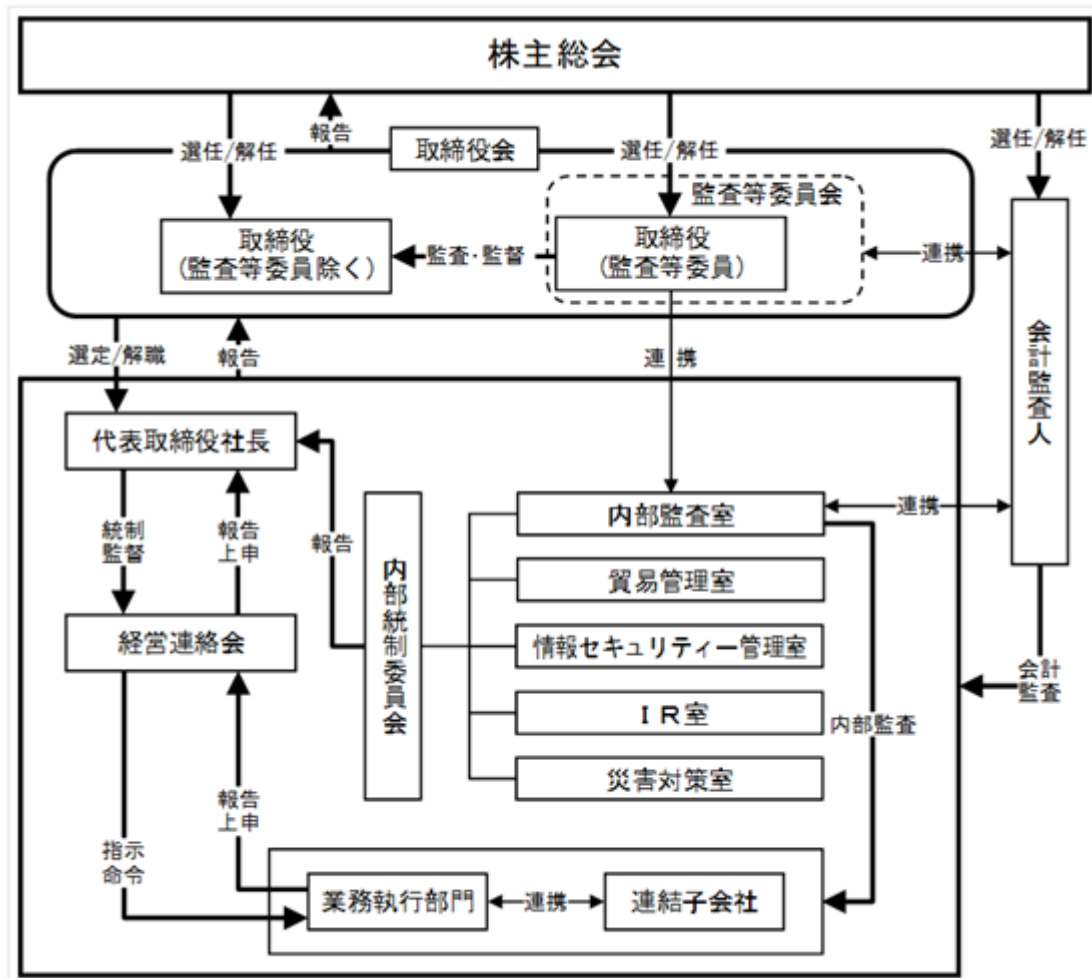 株主総会
選任/解任
報告
取締役会
選任/解任
選任/解任
監査等委員会
取締役
(監査等委員除く)
監査・監督
取締役
(監査等委員)
連携
会計監査人
選定/解職
報告
連携
代表取締役社長
統制
監督
報告
上申
報告
内部統制委員会
内部監査室
連携
貿易管理室
経営連絡会
情報セキュリティー管理室
会計
監査
IR室
内部監査
災害対策室
報告
上申
指示
命令
業務執行部門
連携
連結子会社